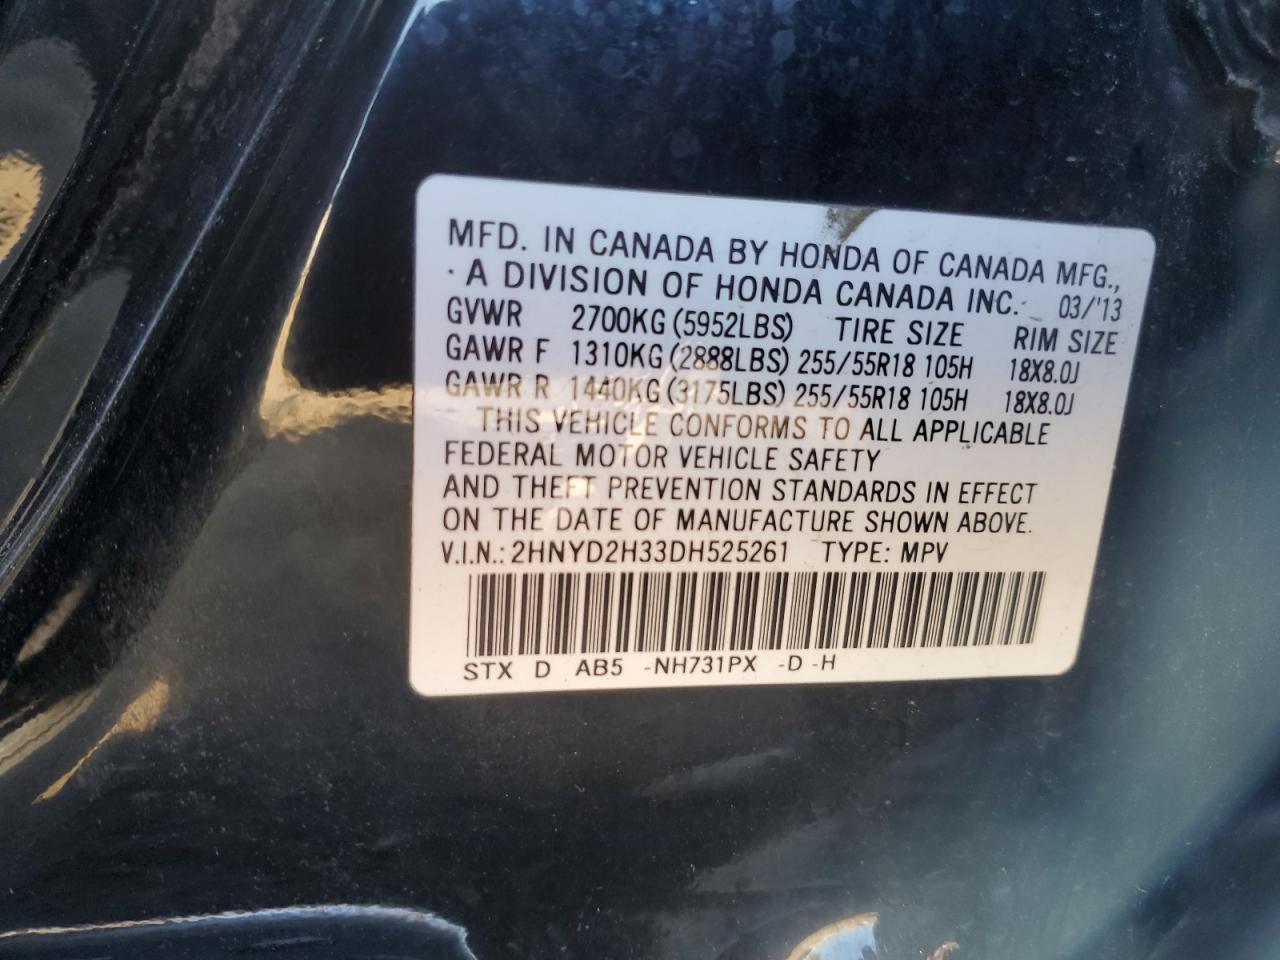 MFD. IN CANADA BY HONDA OF CANADA MFG.,
· A DIVISION OF HONDA CANADA INC. 03/'13
GVWR 2700KG (5952LBS) TIRE SIZE RIM SIZE
GAWR F 1310KG (2888LBS) 255/55R18 105H 18X8.0J
GAWR R 1440KG (3175LBS) 255/55R18 105H 18X8.0J
THIS VEHICLE CONFORMS TO ALL APPLICABLE
FEDERAL MOTOR VEHICLE SAFETY
AND THEFT PREVENTION STANDARDS IN EFFECT
ON THE DATE OF MANUFACTURE SHOWN ABOVE.
V.I.N.: 2HNYD2H33DH525261 TYPE: MPV
STX D AB5 -NH731PX -D -H